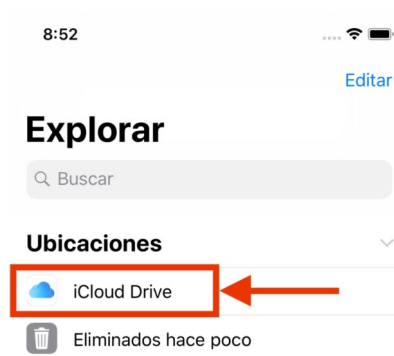 8:52
Editar
Explorar
Buscar
Ubicaciones
iCloud Drive
Eliminados hace poco